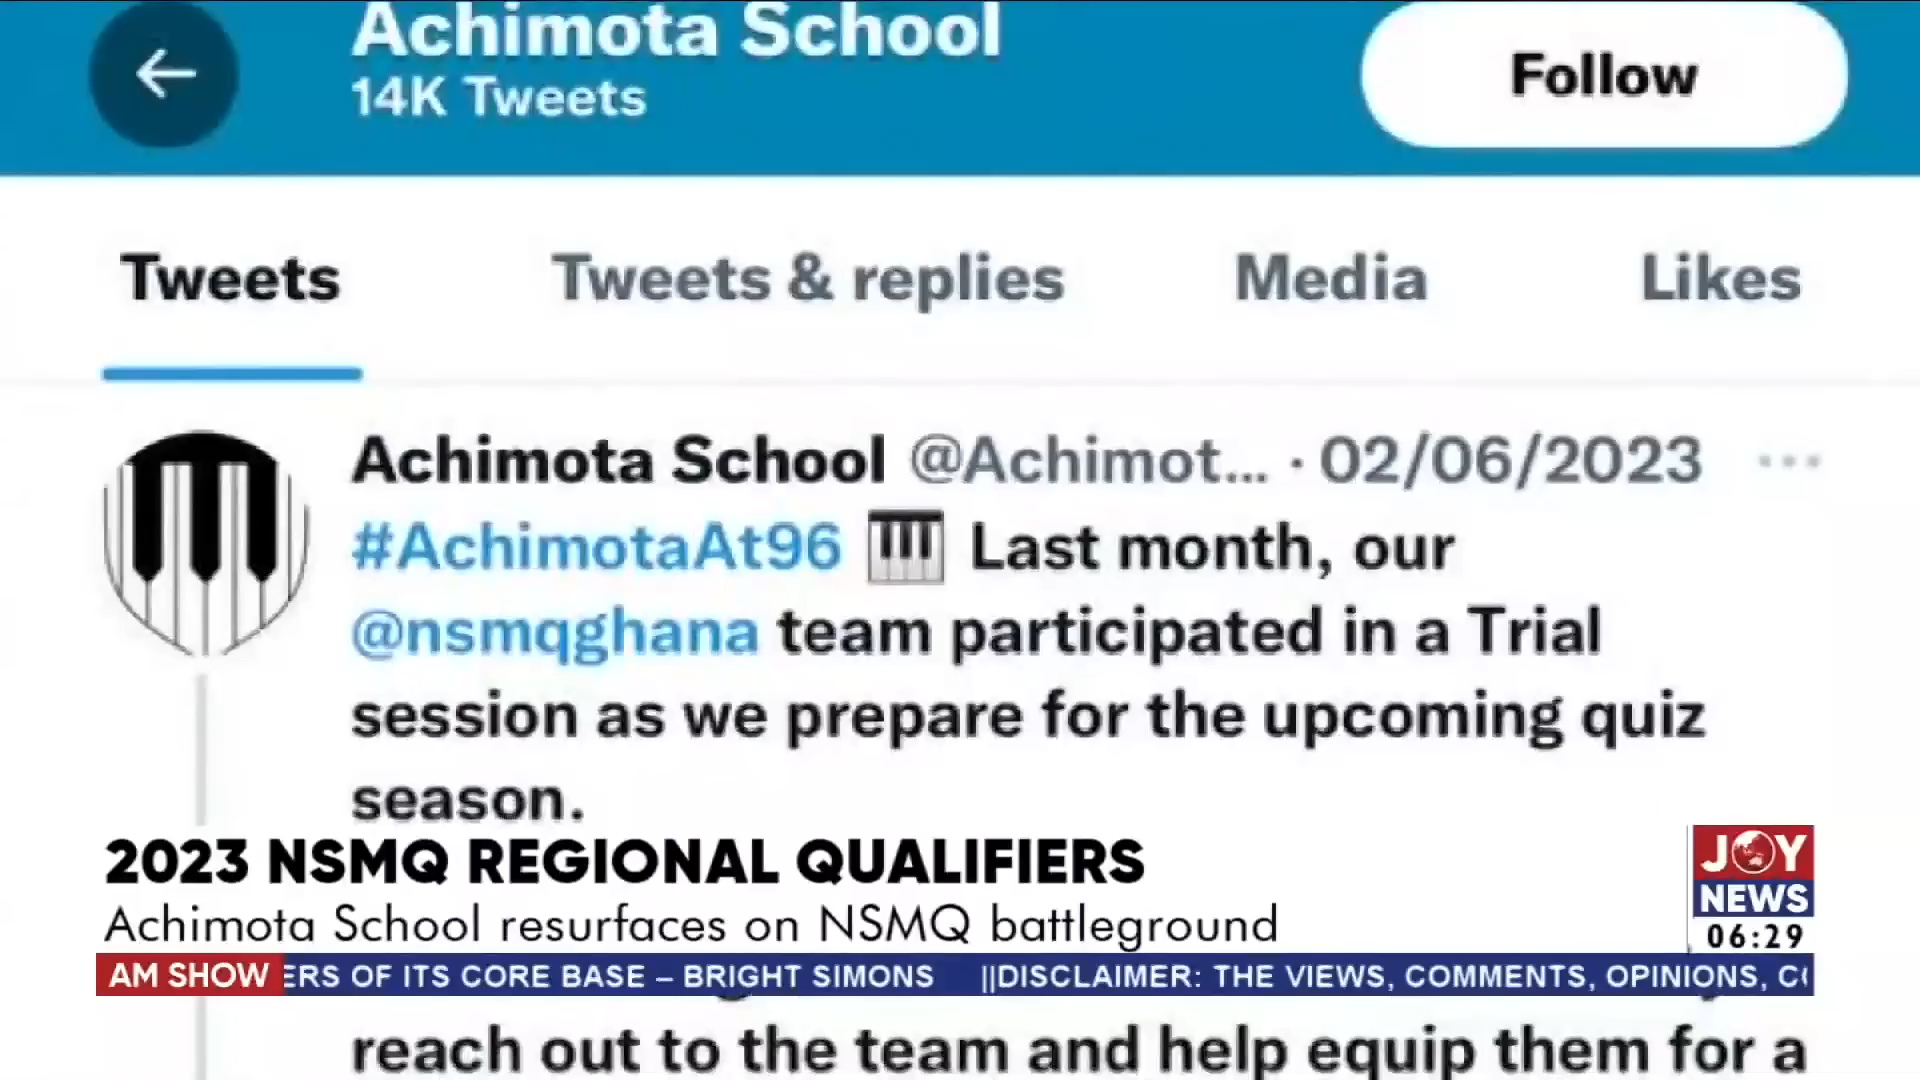 Achimota School
14K Tweets
Follow
Tweets
Tweets & replies
Media
Likes
Achimota School @Achimot... · 02/06/2023 ...
#AchimotaAt96 🎹 Last month, our
@nsmqghana team participated in a Trial
session as we prepare for the upcoming quiz
season.
2023 NSMQ REGIONAL QUALIFIERS
Achimota School resurfaces on NSMQ battleground
JOY
NEWS
06:29
AM SHOW
ERS OF ITS CORE BASE – BRIGHT SIMONS ||DISCLAIMER: THE VIEWS, COMMENTS, OPINIONS, C
reach out to the team and help equip them for a